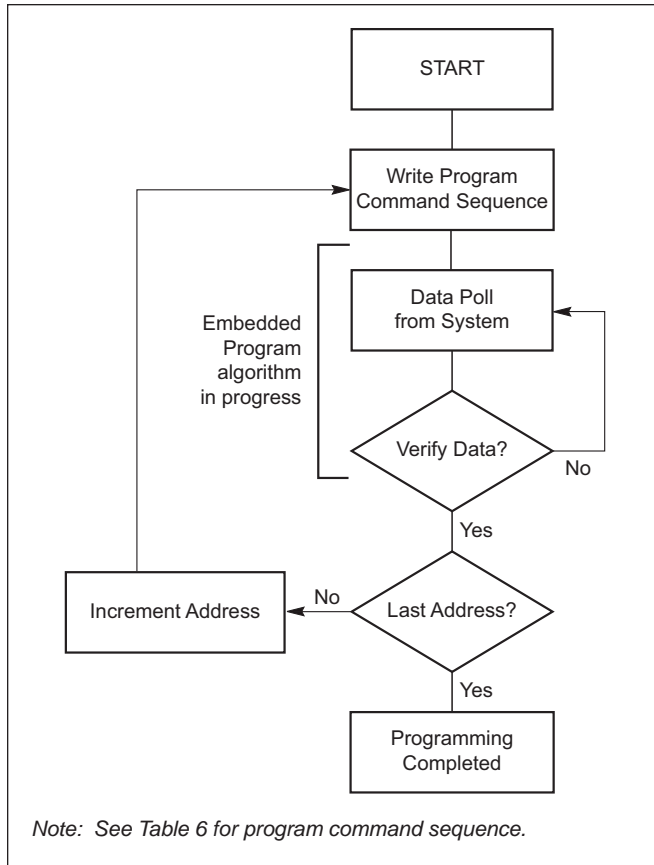 START
Write Program
Command Sequence
Data Poll
from System
Embedded
Program
algorithm
in progress
Verify Data?
No
Yes
Last Address?
No
Increment Address
Yes
Programming
Completed
Note: See Table 6 for program command sequence.